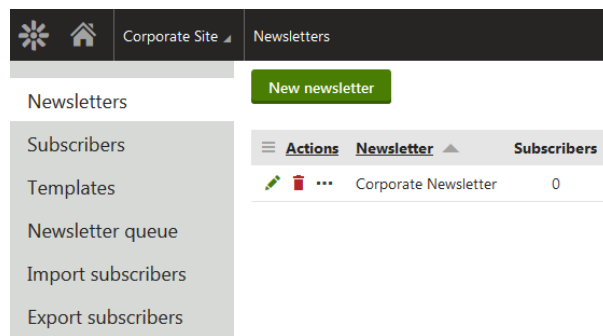 Corporate Site Newsletters
Newsletters
Subscribers
Templates
Newsletter queue
Import subscribers
Export subscribers
New newsletter
Actions Newsletter Subscribers
Corporate Newsletter 0